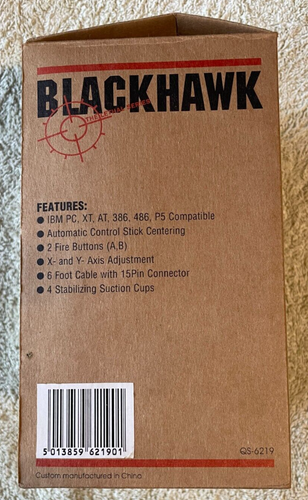 BLACKHAWK
FEATURES:
● IBM PC, XT, AT, 386, 486, P5 Compatible
● Automatic Control Stick Centering
● 2 Fire Buttons (A,B)
● X- and Y- Axis Adjustment
● 6 Foot Cable with 15Pin Connector
● 4 Stabilizing Suction Cups
5 013859 621901
QS-6219
Custom manufactured in China